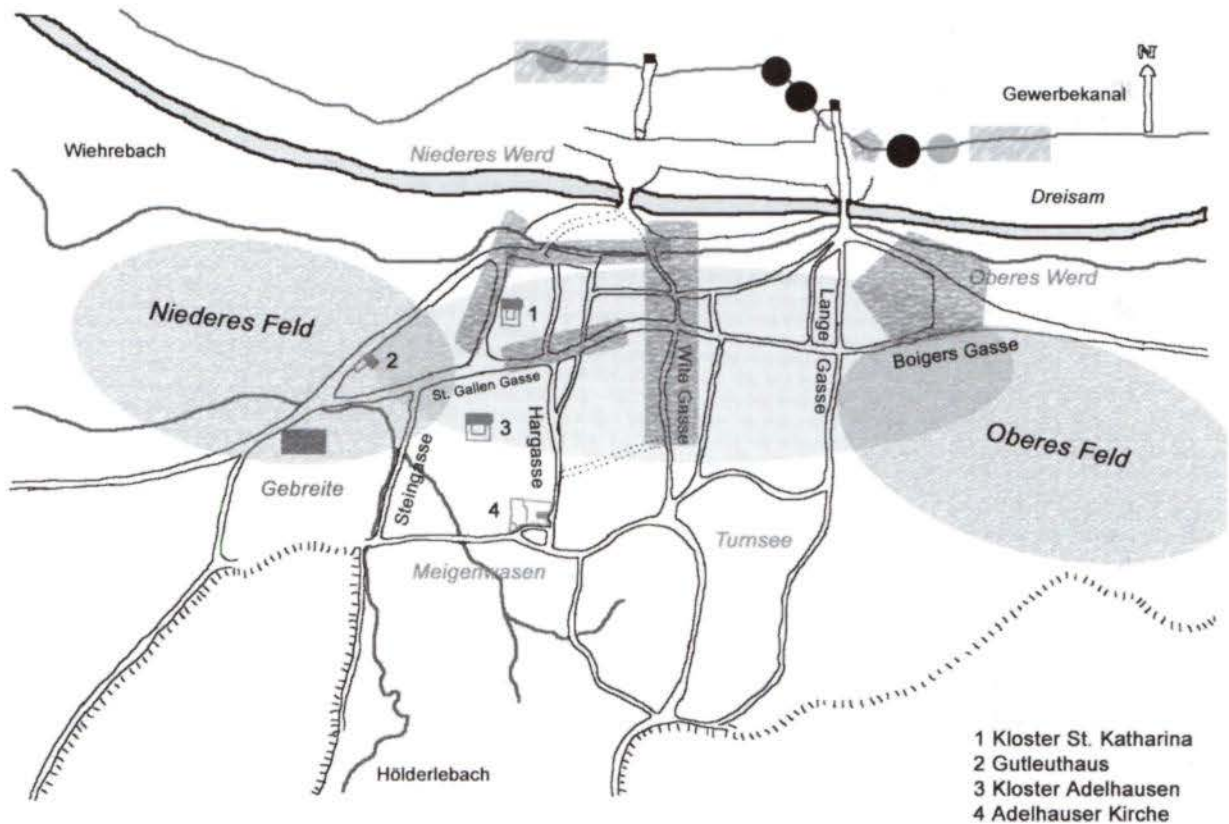 N
Gewerbekanal
Wiehrebach
Niederes Werd
Dreisam
Oberes Werd
Niederes Feld
1
Lange Gasse
2
Wite Gasse
Boigers Gasse
St. Gallen Gasse
3
Hargasse
Oberes Feld
Steingasse
Gebreite
4
Turnsee
Meigenwasen
Hölderlebach
1 Kloster St. Katharina
2 Gutleuthaus
3 Kloster Adelhausen
4 Adelhauser Kirche